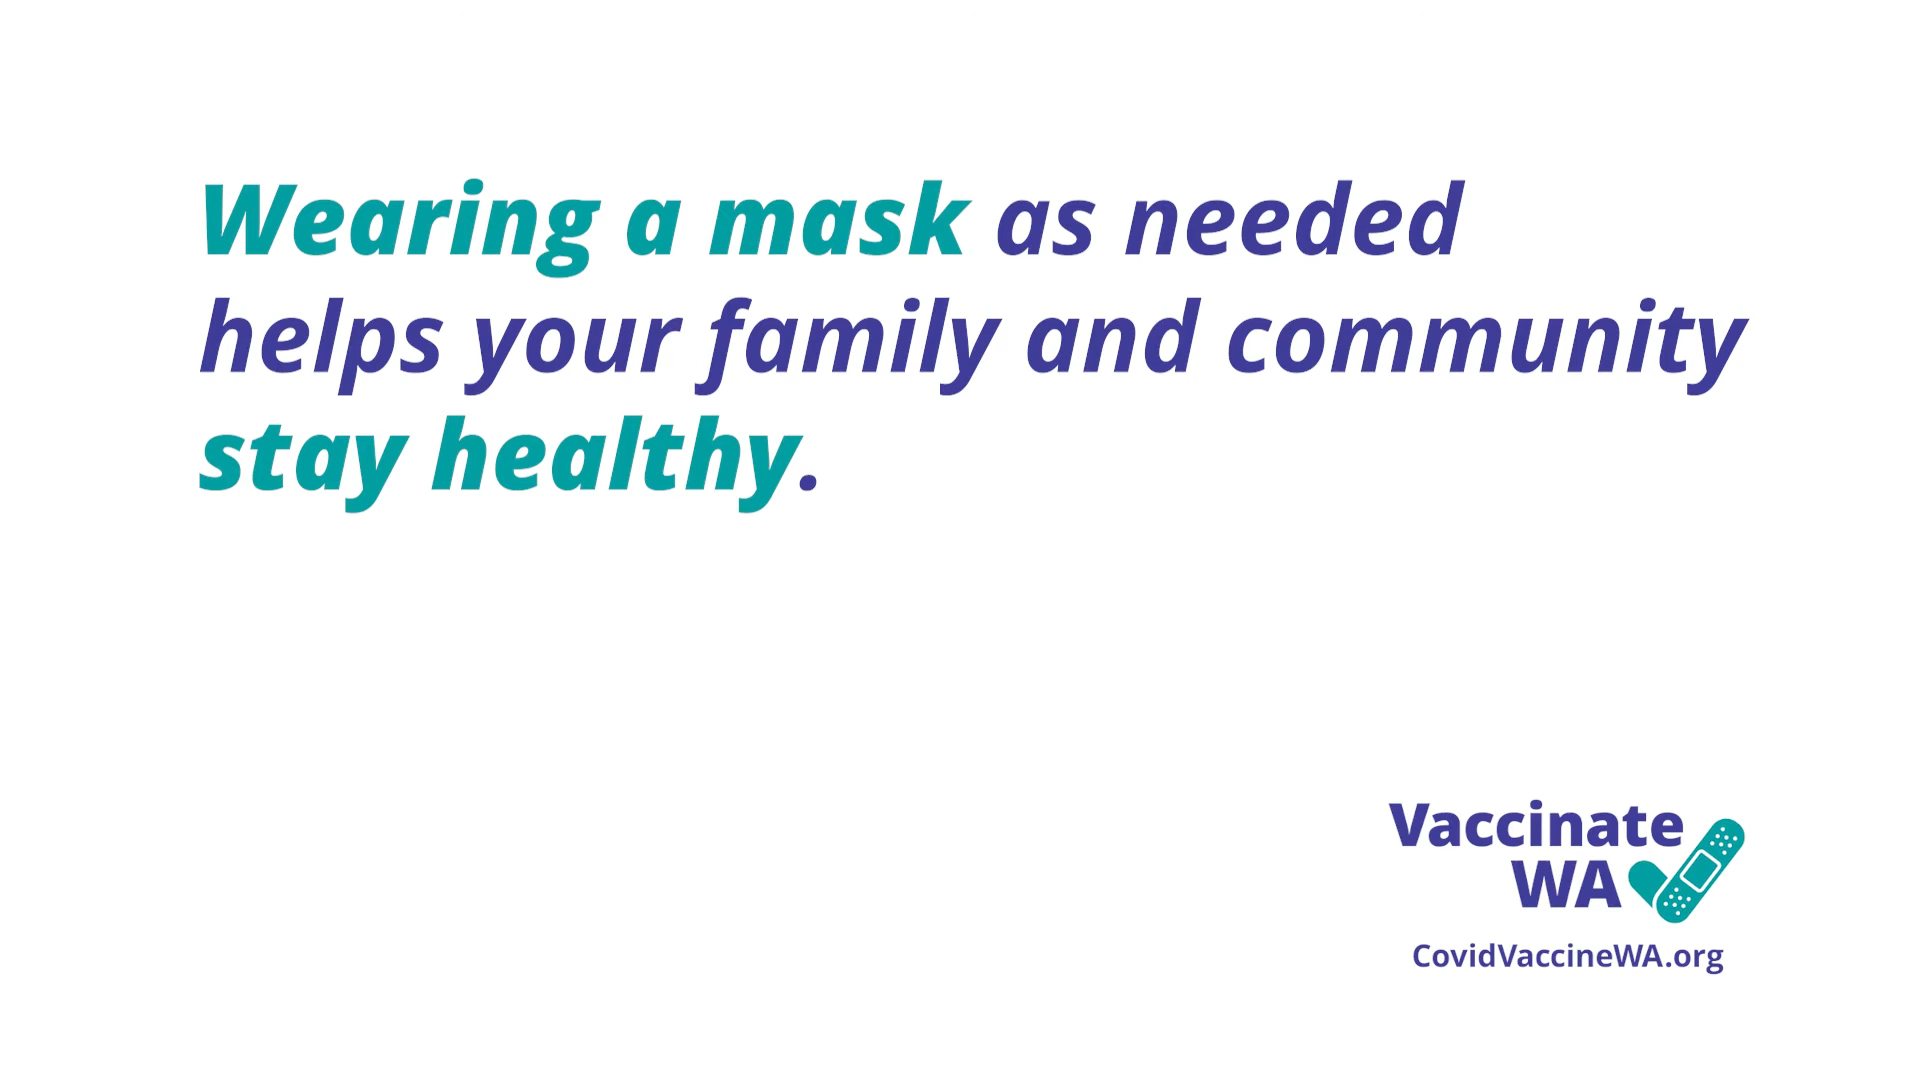 Wearing a mask as needed
helps your family and community
stay healthy.
Vaccinate
WA
CovidVaccineWA.org